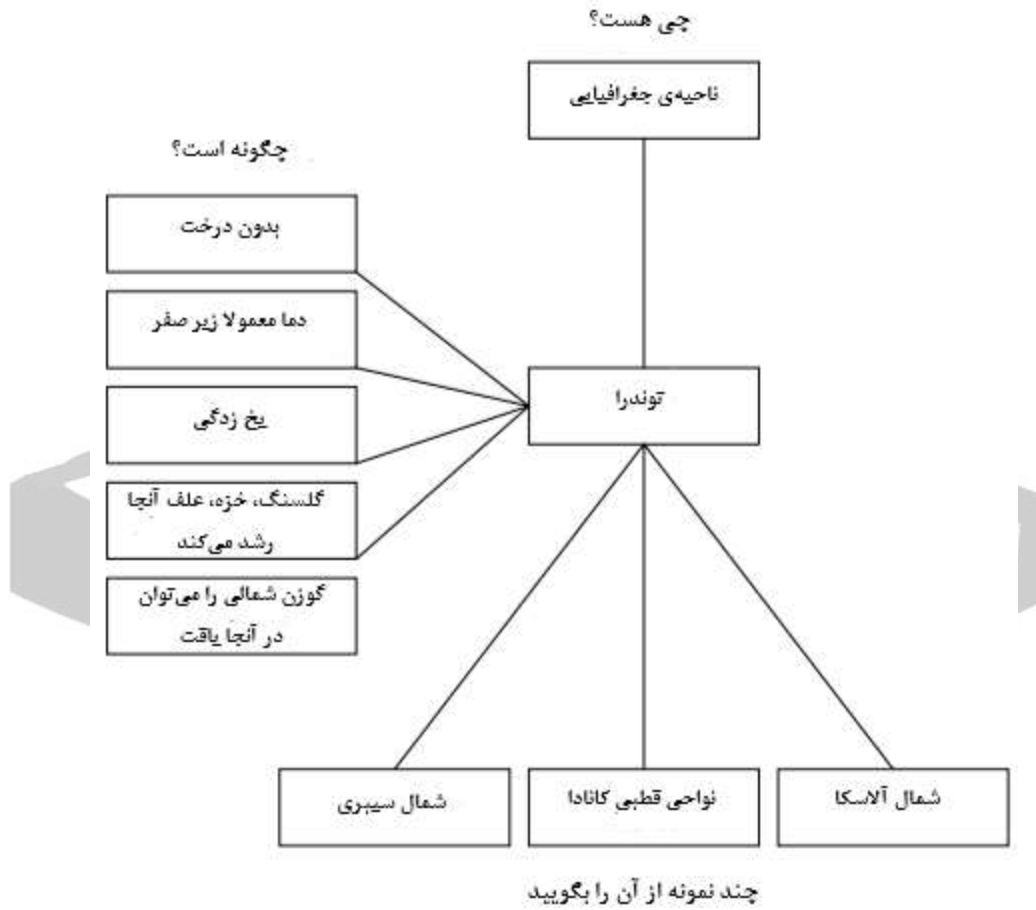 چی هست؟
ناحیه‌ی جغرافیایی
چگونه است؟
بدون درخت
دما معمولا زیر صفر
یخ زدگی
گلسنگ، خزه، علف آنجا
رشد می‌کند
گوزن شمالی را می‌توان
در آنجا یافت
توندرا
شمال آلاسکا
نواحی قطبی کانادا
شمال سیبری
چند نمونه از آن را بگویید